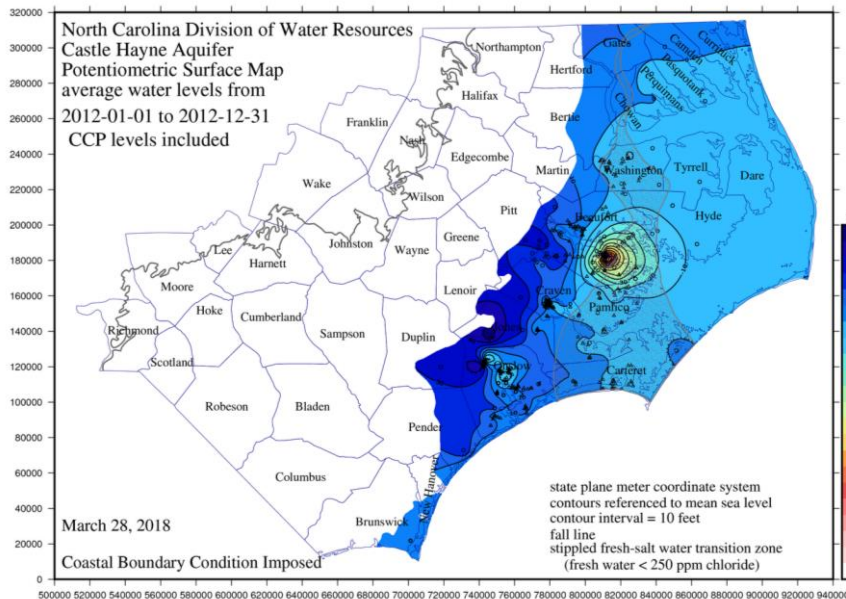 North Carolina Division of Water Resources
Castle Hayne Aquifer
Potentiometric Surface Map
average water levels from
2012-01-01 to 2012-12-31
CCP levels included
Northampton
Gates
Camden
Currituck
Pasquotank
Perquimans
Hertford
Halifax
Chowan
Franklin
Nash
Bertie
Edgecombe
Washington
Tyrrell
Dare
Martin
Wake
Wilson
Pitt
Beaufort
Hyde
Johnston
Wayne
Greene
Lee
Harnett
Moore
Lenoir
Craven
Pamlico
Hoke
Cumberland
Sampson
Duplin
Richmond
Scotland
Onslow
Carteret
Robeson
Bladen
Pender
Columbus
New Hanover
Brunswick
March 28, 2018
Coastal Boundary Condition Imposed
state plane meter coordinate system
contours referenced to mean sea level
contour interval = 10 feet
fall line
stippled fresh-salt water transition zone
(fresh water < 250 ppm chloride)
320000
300000
280000
260000
240000
220000
200000
180000
160000
140000
120000
100000
80000
60000
40000
20000
0
500000 520000 540000 560000 580000 600000 620000 640000 660000 680000 700000 720000 740000 760000 780000 800000 820000 840000 860000 880000 900000 920000